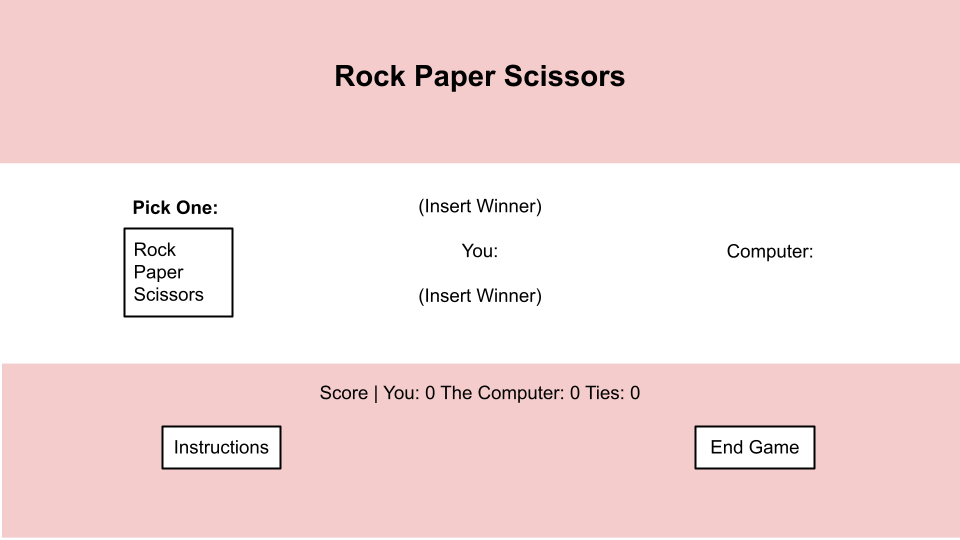 Rock Paper Scissors
Pick One:
Rock
Paper
Scissors
(Insert Winner)
You:
(Insert Winner)
Computer:
Score | You: 0 The Computer: 0 Ties: 0
Instructions
End Game